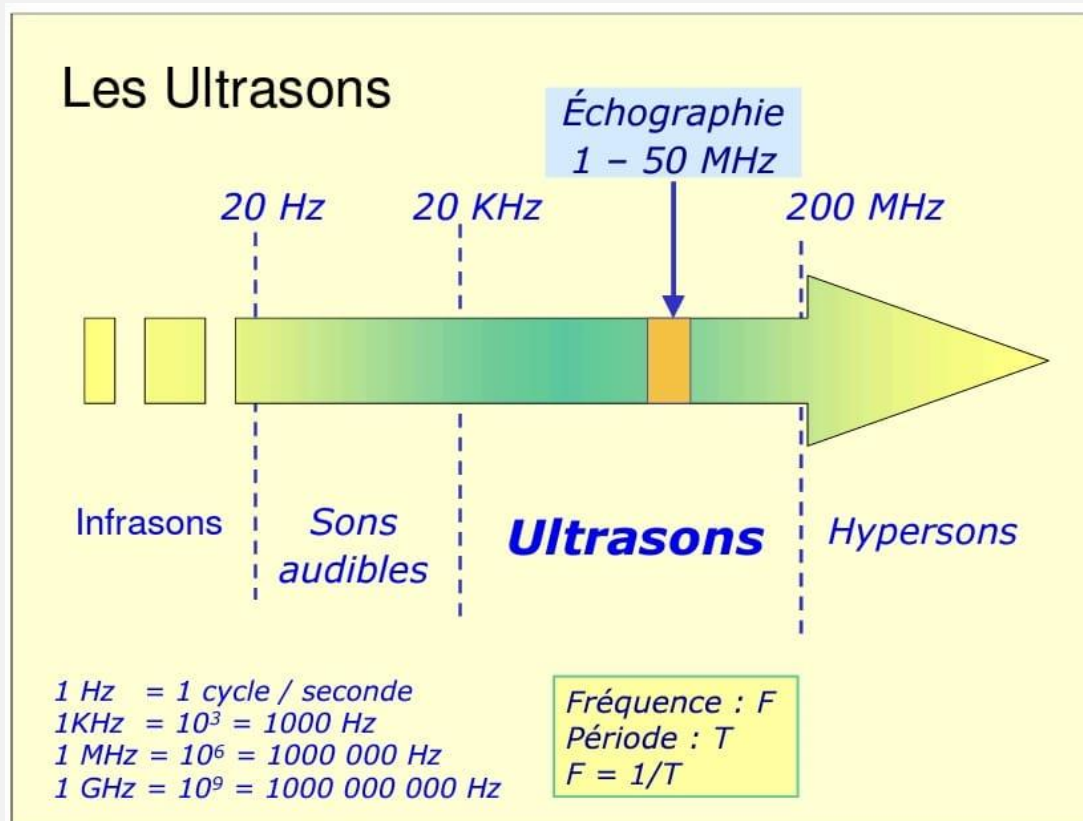 Les Ultrasons
Échographie
1 – 50 MHz
20 Hz
20 KHz
200 MHz
Infrasons
Sons
audibles
Ultrasons
Hypersons
1 Hz = 1 cycle / seconde
1KHz = 10³ = 1000 Hz
1 MHz = 10⁶ = 1000 000 Hz
1 GHz = 10⁹ = 1000 000 000 Hz
Fréquence : F
Période : T
F = 1/T